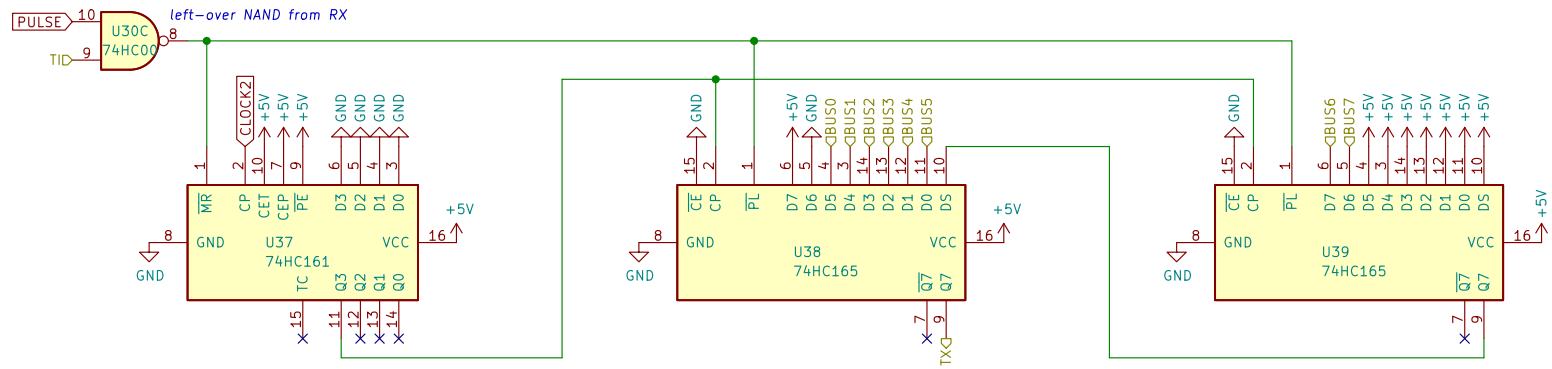 left-over NAND from RX
PULSE 10
U30C
74HC00
8
TI 9
CLOCK2 +5V +5V +5V GND GND GND GND
1 2 10 7 9 6 5 4 3
MR CP CET CEP PE D3 D2 D1 D0
8 GND U37 VCC 16 +5V
74HC161
GND
TC Q3 Q2 Q1 Q0
15 11 12 13 14
GND +5V GND BUS0 BUS1 BUS2 BUS3 BUS4 BUS5
15 2 1 6 5 4 3 14 13 12 11 10
CE CP PL D7 D6 D5 D4 D3 D2 D1 D0 DS
8 GND U38 VCC 16 +5V
74HC165
GND
Q7 Q7
7 9
TX
GND BUS6 BUS7 +5V +5V +5V +5V +5V +5V +5V
15 2 1 6 5 4 3 14 13 12 11 10
CE CP PL D7 D6 D5 D4 D3 D2 D1 D0 DS
8 GND U39 VCC 16 +5V
74HC165
GND
Q7 Q7
7 9